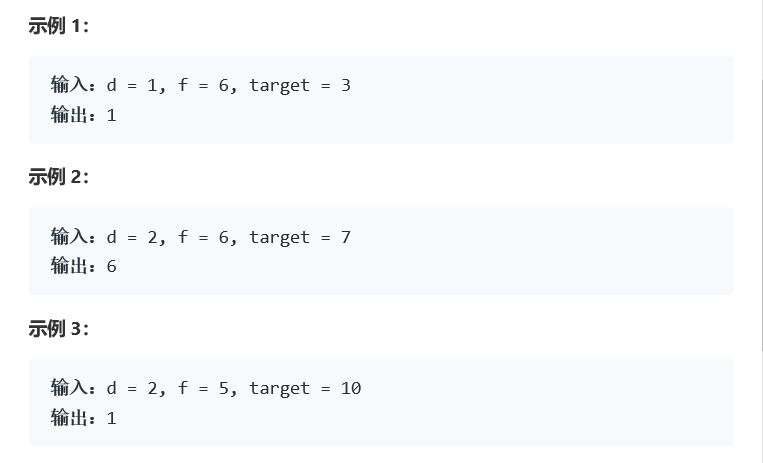 示例 1：
输入：d = 1, f = 6, target = 3
输出：1
示例 2：
输入：d = 2, f = 6, target = 7
输出：6
示例 3：
输入：d = 2, f = 5, target = 10
输出：1